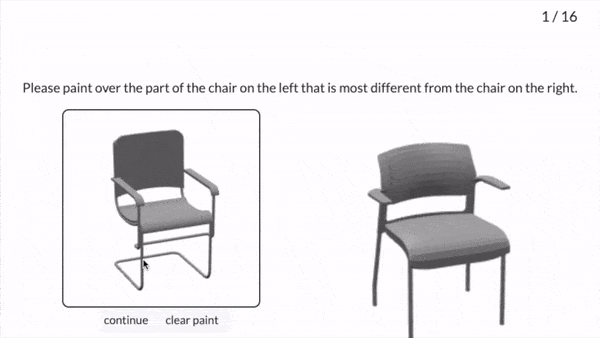 1 / 16
Please paint over the part of the chair on the left that is most different from the chair on the right.
continue clear paint